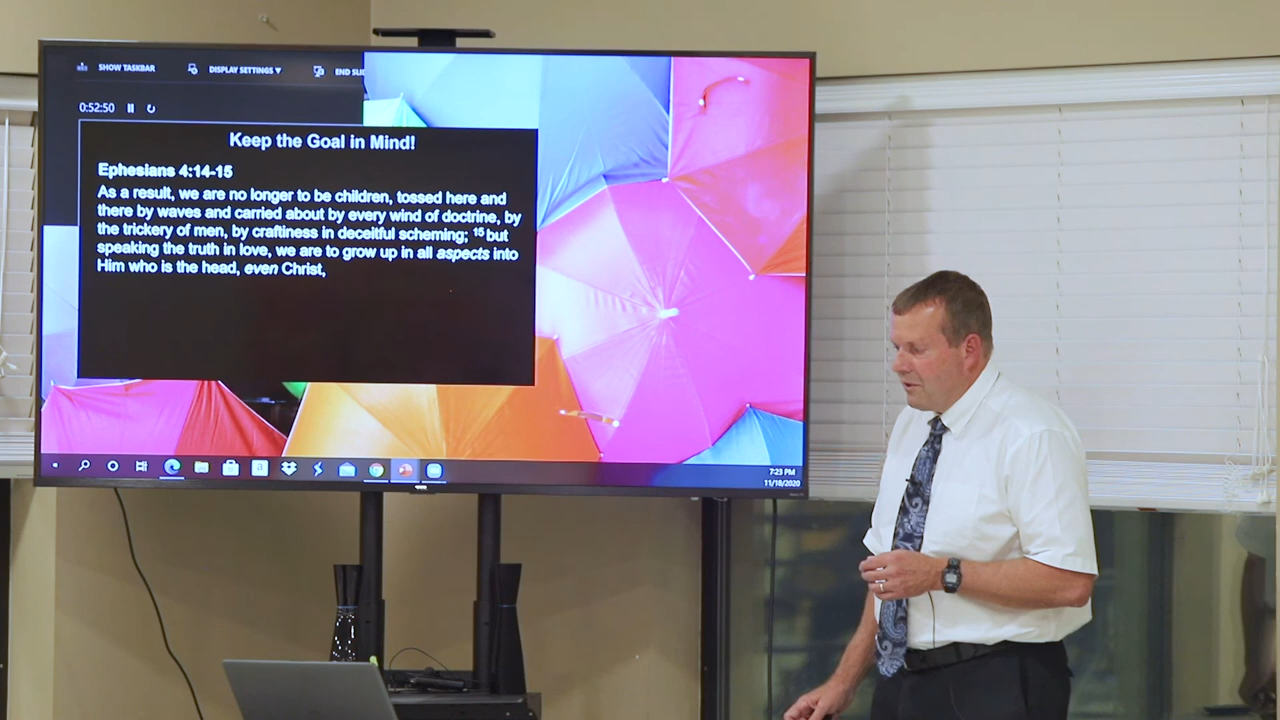 SHOW TASKBAR DISPLAY SETTINGS ▼ END SLI
0:52:50
Keep the Goal in Mind!
Ephesians 4:14-15
As a result, we are no longer to be children, tossed here and
there by waves and carried about by every wind of doctrine, by
the trickery of men, by craftiness in deceitful scheming; ¹⁵ but
speaking the truth in love, we are to grow up in all aspects into
Him who is the head, even Christ,
7:23 PM
11/18/2020